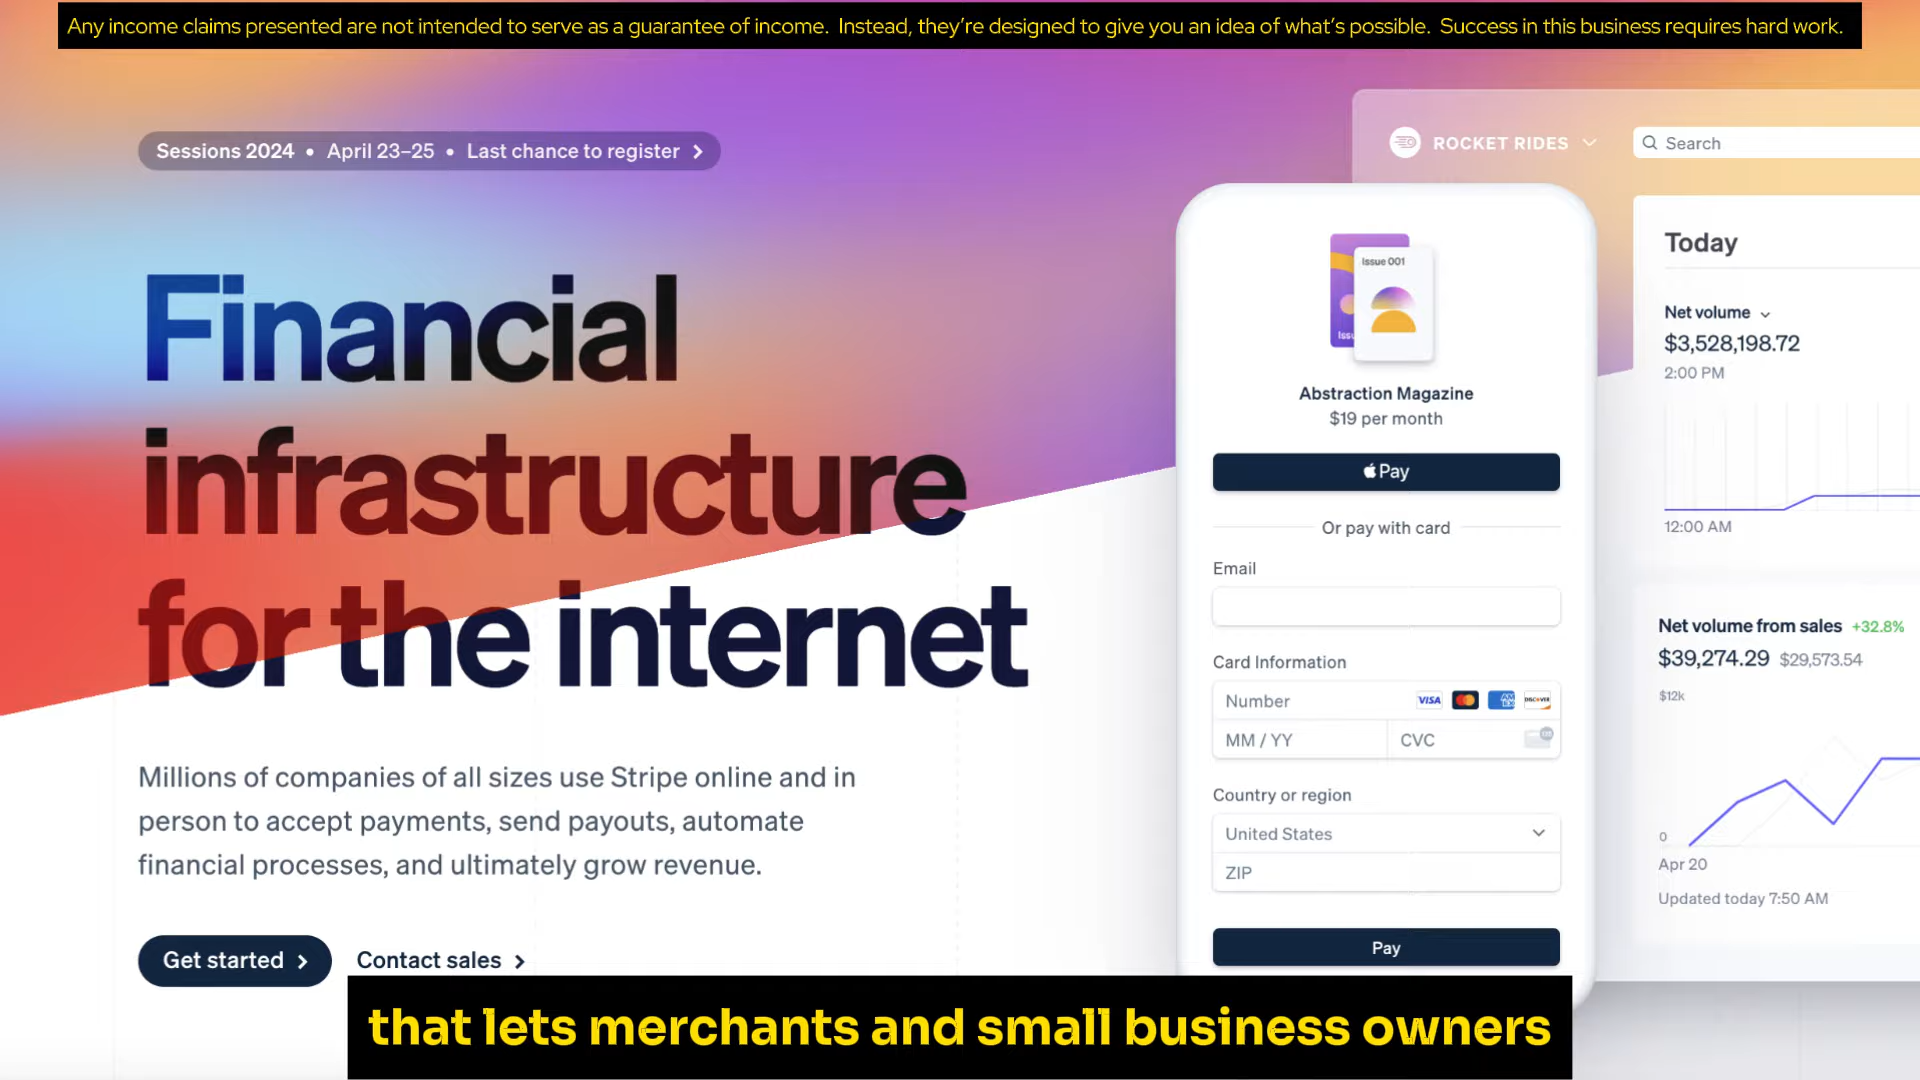 Any income claims presented are not intended to serve as a guarantee of income. Instead, they're designed to give you an idea of what's possible. Success in this business requires hard work.
Sessions 2024 • April 23–25 • Last chance to register
ROCKET RIDES
Search
Financial
infrastructure
for the internet
Millions of companies of all sizes use Stripe online and in
person to accept payments, send payouts, automate
financial processes, and ultimately grow revenue.
Get started
Contact sales
Issue 001
Abstraction Magazine
$19 per month
Pay
Or pay with card
Email
Card Information
Number
VISA
DISCOVER
MM / YY
CVC
Country or region
United States
ZIP
Pay
Today
Net volume
$3,528,198.72
2:00 PM
12:00 AM
Net volume from sales +32.8%
$39,274.29 $29,573.54
$12k
0
Apr 20
Updated today 7:50 AM
that lets merchants and small business owners